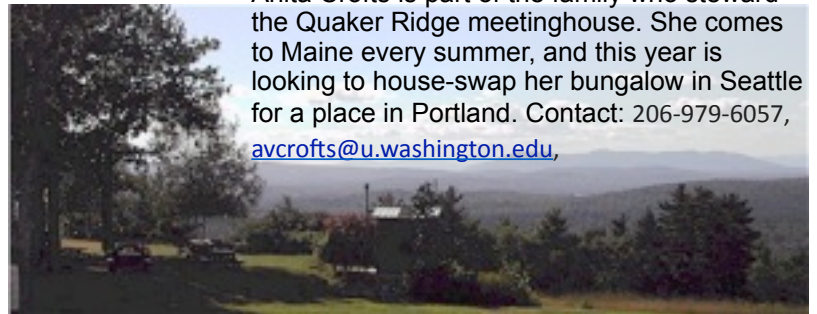 Anita Crofts is part of the family who steward
the Quaker Ridge meetinghouse. She comes
to Maine every summer, and this year is
looking to house-swap her bungalow in Seattle
for a place in Portland. Contact: 206-979-6057,
avcrofts@u.washington.edu,